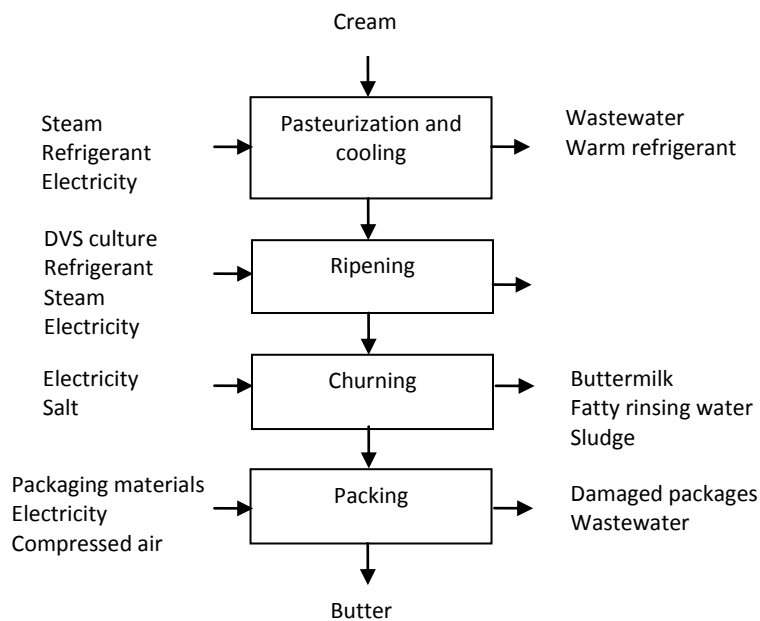 Cream
Steam
Refrigerant
Electricity
Pasteurization and
cooling
Wastewater
Warm refrigerant
DVS culture
Refrigerant
Steam
Electricity
Ripening
Electricity
Salt
Churning
Buttermilk
Fatty rinsing water
Sludge
Packaging materials
Electricity
Compressed air
Packing
Damaged packages
Wastewater
Butter